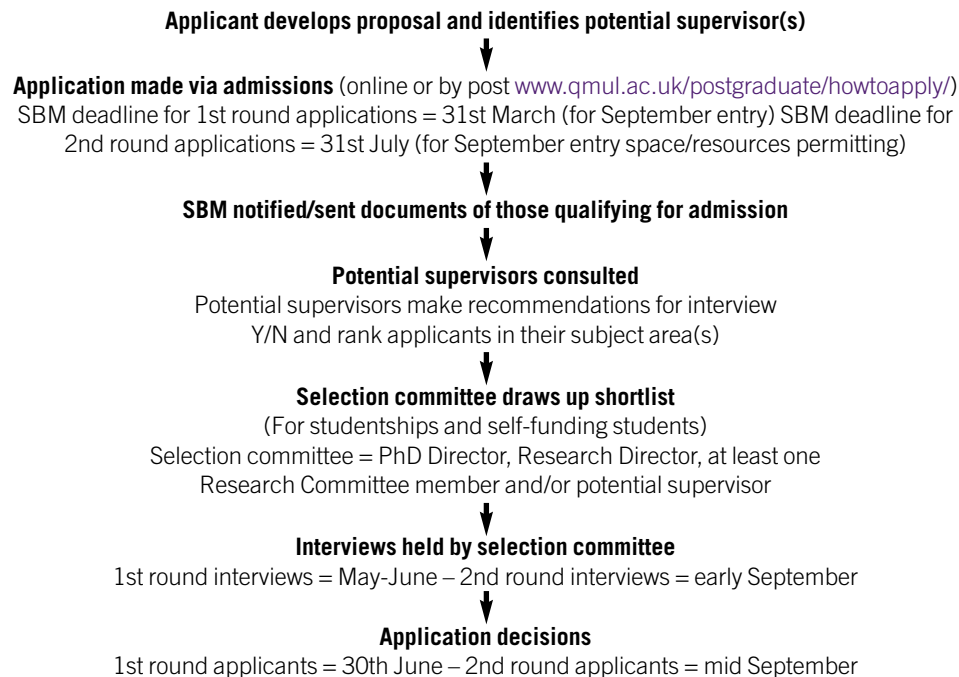 Applicant develops proposal and identifies potential supervisor(s)
Application made via admissions (online or by post www.qmul.ac.uk/postgraduate/howtoapply/)
SBM deadline for 1st round applications = 31st March (for September entry) SBM deadline for
2nd round applications = 31st July (for September entry space/resources permitting)
SBM notified/sent documents of those qualifying for admission
Potential supervisors consulted
Potential supervisors make recommendations for interview
Y/N and rank applicants in their subject area(s)
Selection committee draws up shortlist
(For studentships and self-funding students)
Selection committee = PhD Director, Research Director, at least one
Research Committee member and/or potential supervisor
Interviews held by selection committee
1st round interviews = May-June – 2nd round interviews = early September
Application decisions
1st round applicants = 30th June – 2nd round applicants = mid September